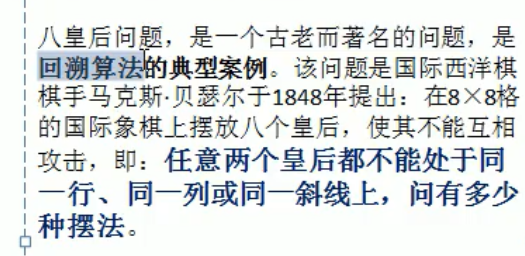 八皇后问题，是一个古老而著名的问题，是
回溯算法的典型案例。该问题是国际西洋棋
棋手马克斯·贝瑟尔于1848年提出：在8×8格
的国际象棋上摆放八个皇后，使其不能互相
攻击，即：任意两个皇后都不能处于同
一行、同一列或同一斜线上，问有多少
种摆法。